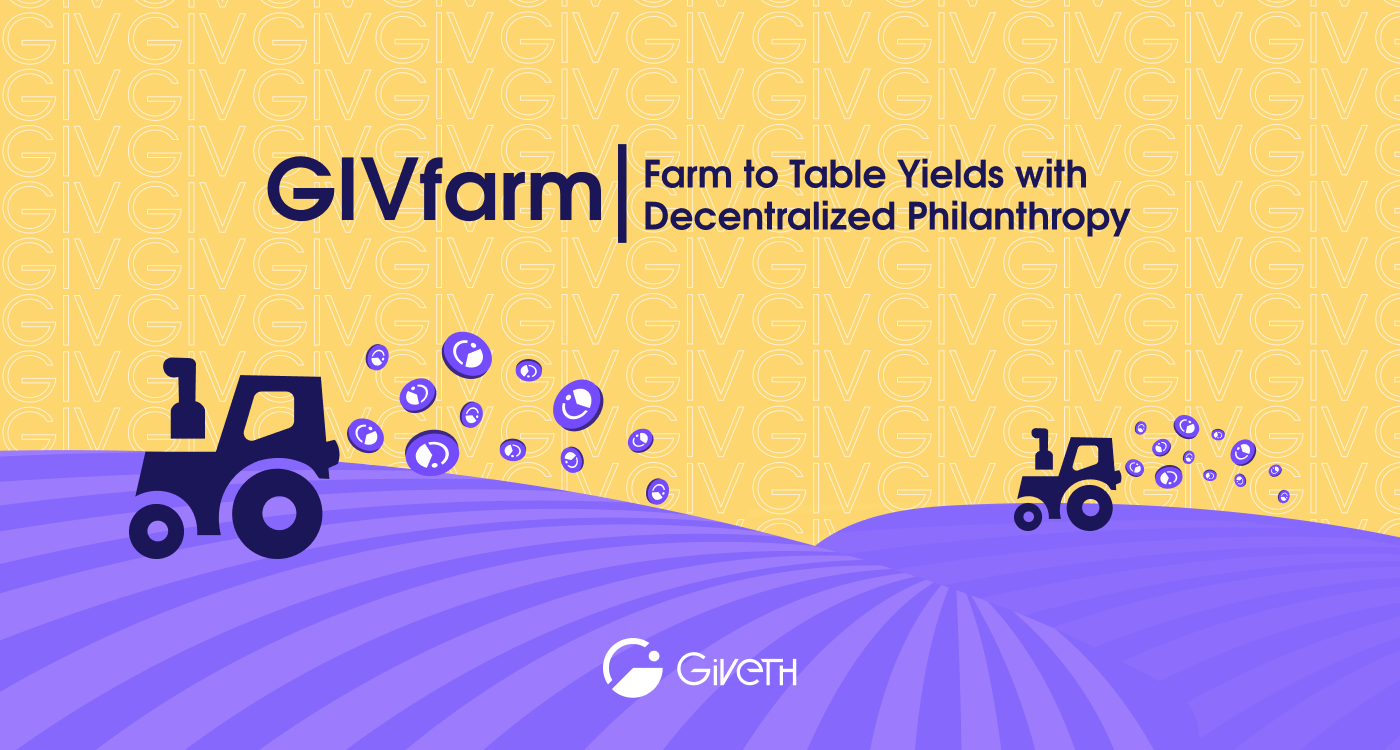 GIVfarm
Farm to Table Yields with
Decentralized Philanthropy
GIVETH